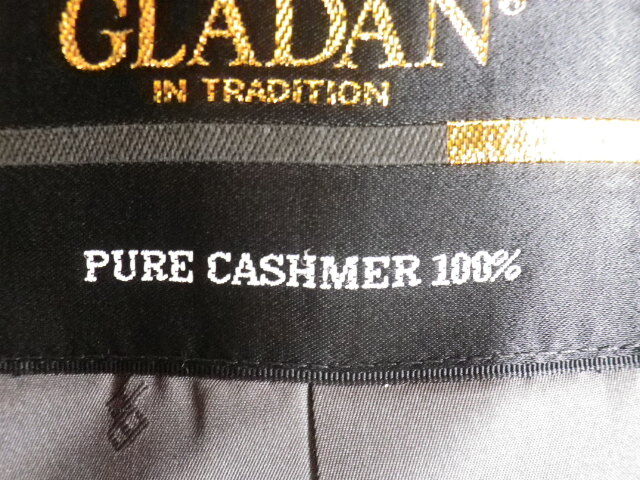 GLADAN®
IN TRADITION
PURE CASHMER 100%